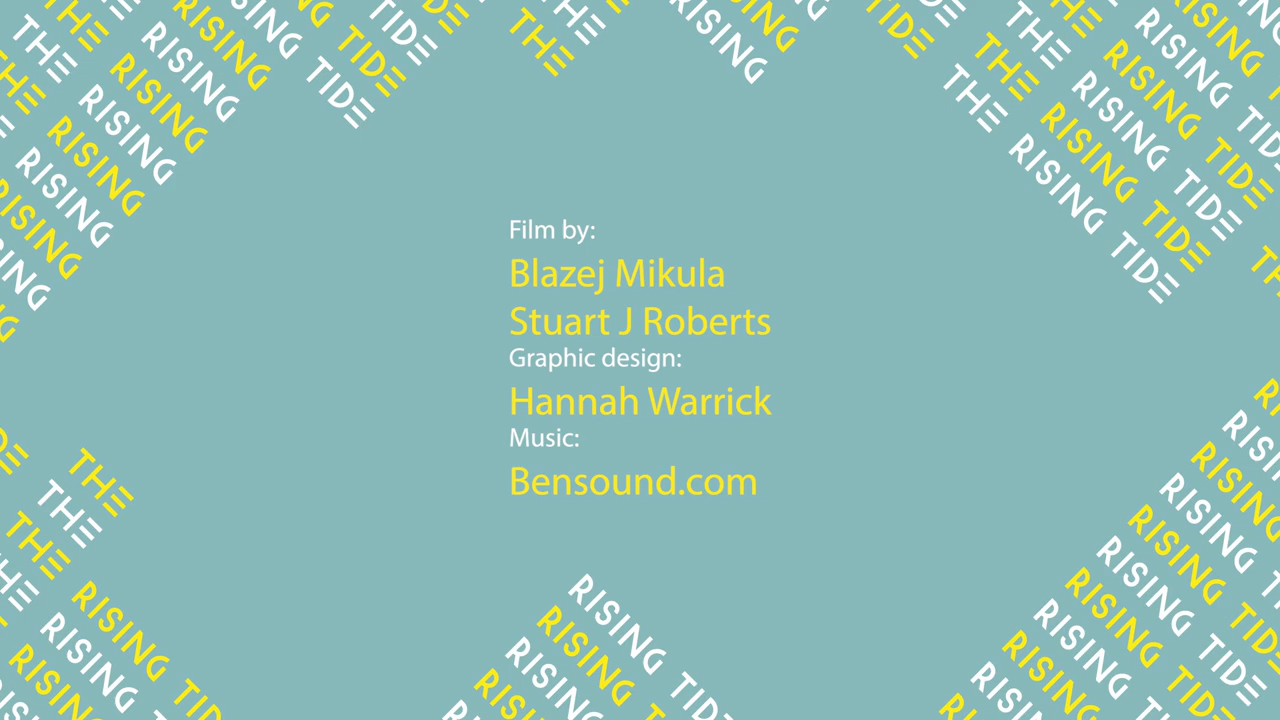 THE RISING TIDE
Film by:
Blazej Mikula
Stuart J Roberts
Graphic design:
Hannah Warrick
Music:
Bensound.com